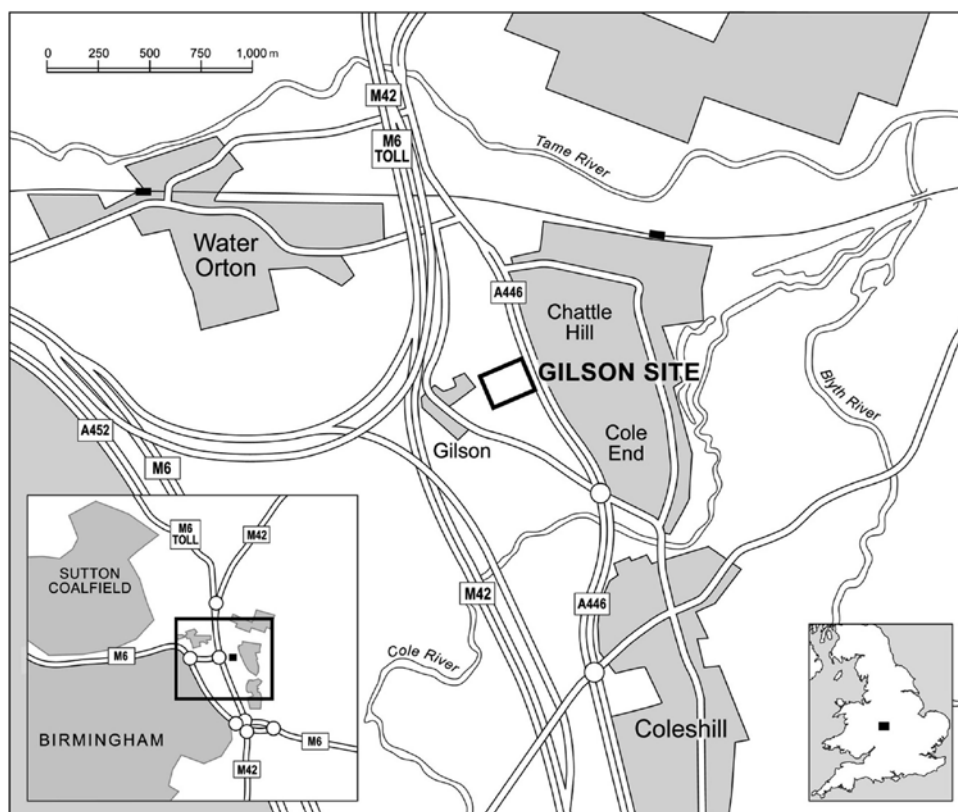 0 250 500 750 1,000 m
M42
M6
TOLL
Tame River
Water
Orton
A446
Chattle
Hill
GILSON SITE
Blyth River
A452
Cole
End
Gilson
M6
M6
TOLL
M42
SUTTON
COALFIELD
M42
A446
M6
Cole River
Coleshill
BIRMINGHAM
M6
M42